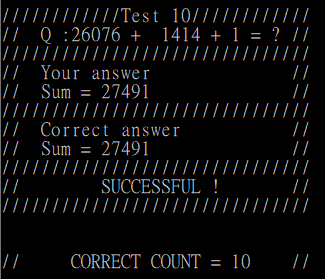 ////////////Test 10////////////
//  Q :26076 +  1414 + 1 = ? //
///////////////////////////////
//  Your answer              //
//  Sum = 27491              //
///////////////////////////////
//  Correct answer           //
//  Sum = 27491              //
///////////////////////////////
//        SUCCESSFUL !       //
///////////////////////////////
//     CORRECT COUNT = 10    //